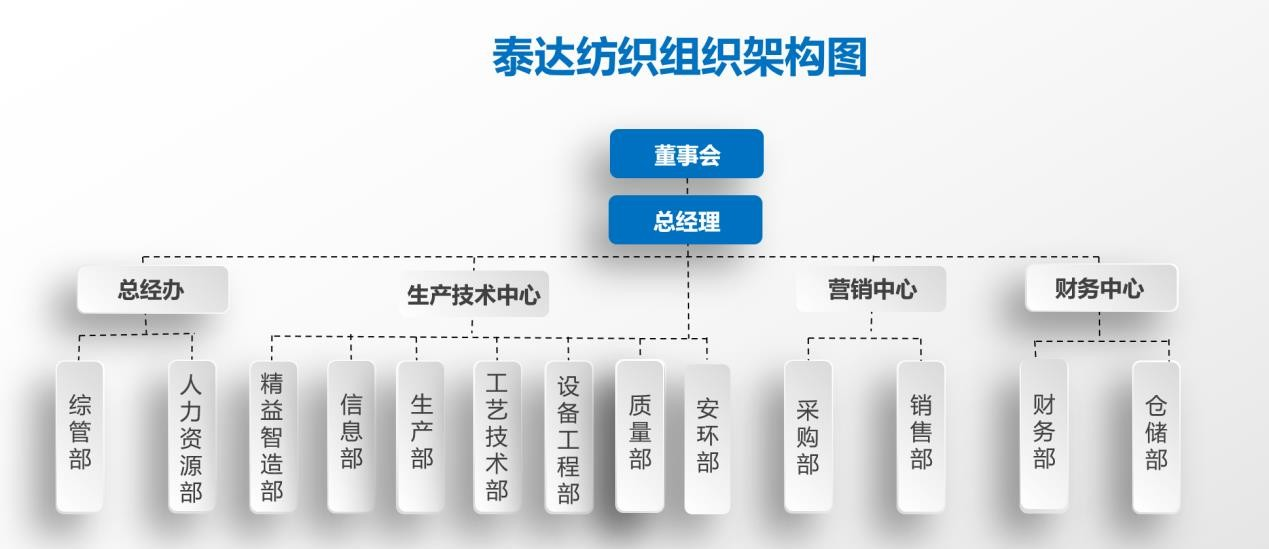 泰达纺织组织架构图
董事会
总经理
总经办
生产技术中心
营销中心
财务中心
综管部
人力资源部
精益智造部
信息部
生产部
工艺技术部
设备工程部
质量部
安环部
采购部
销售部
财务部
仓储部